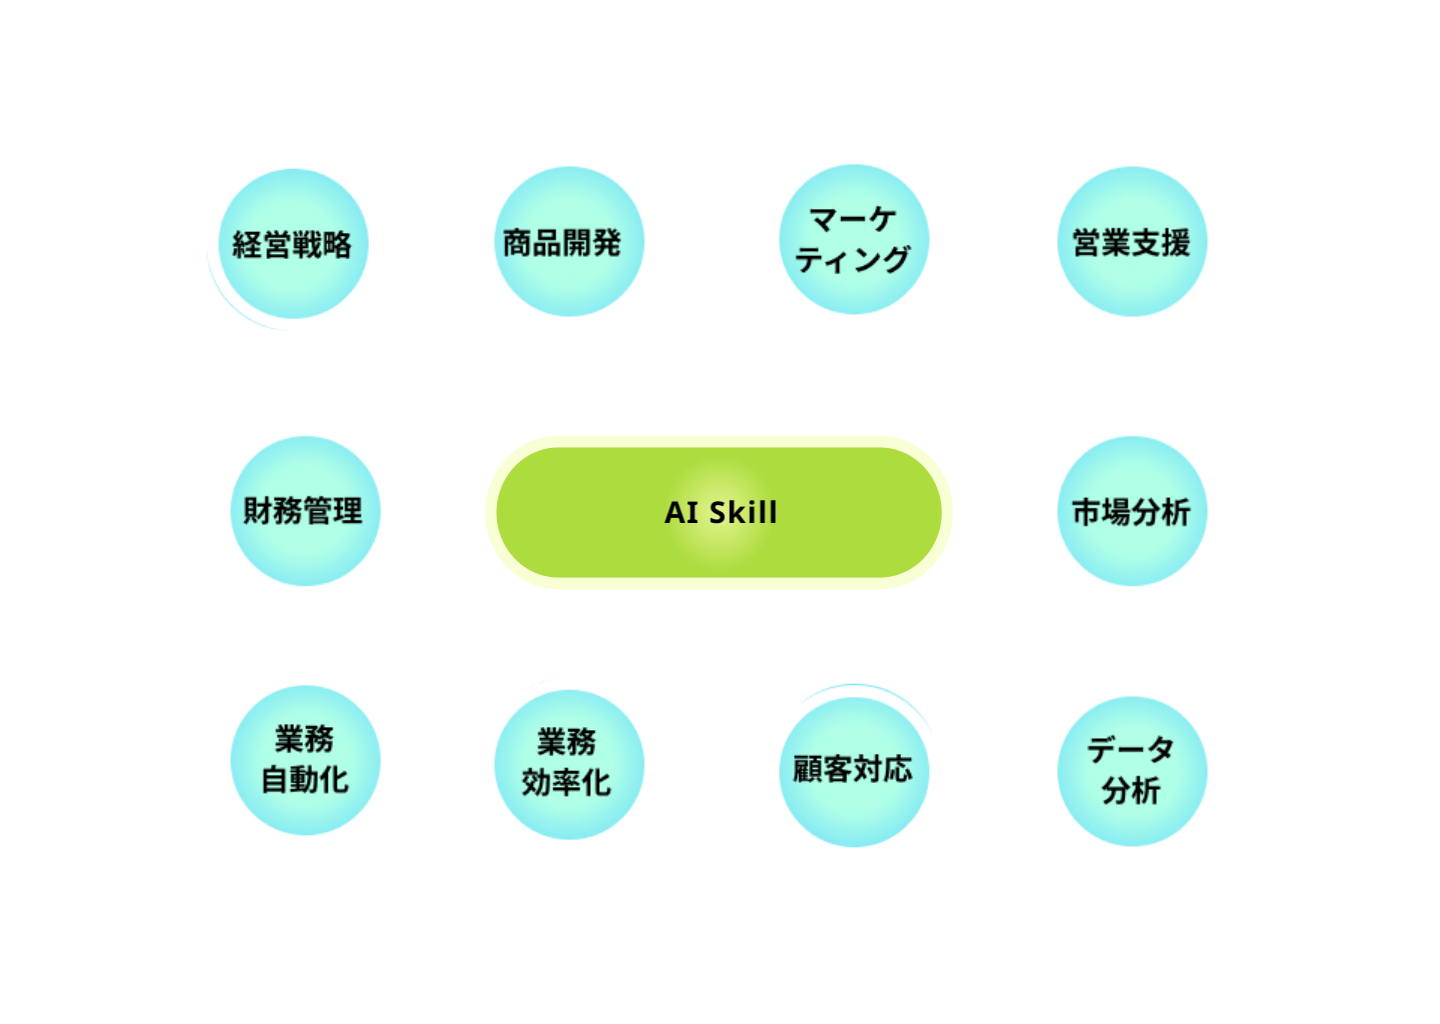 経営戦略
商品開発
マーケ
ティング
営業支援
財務管理
AI Skill
市場分析
業務
自動化
業務
効率化
顧客対応
データ
分析